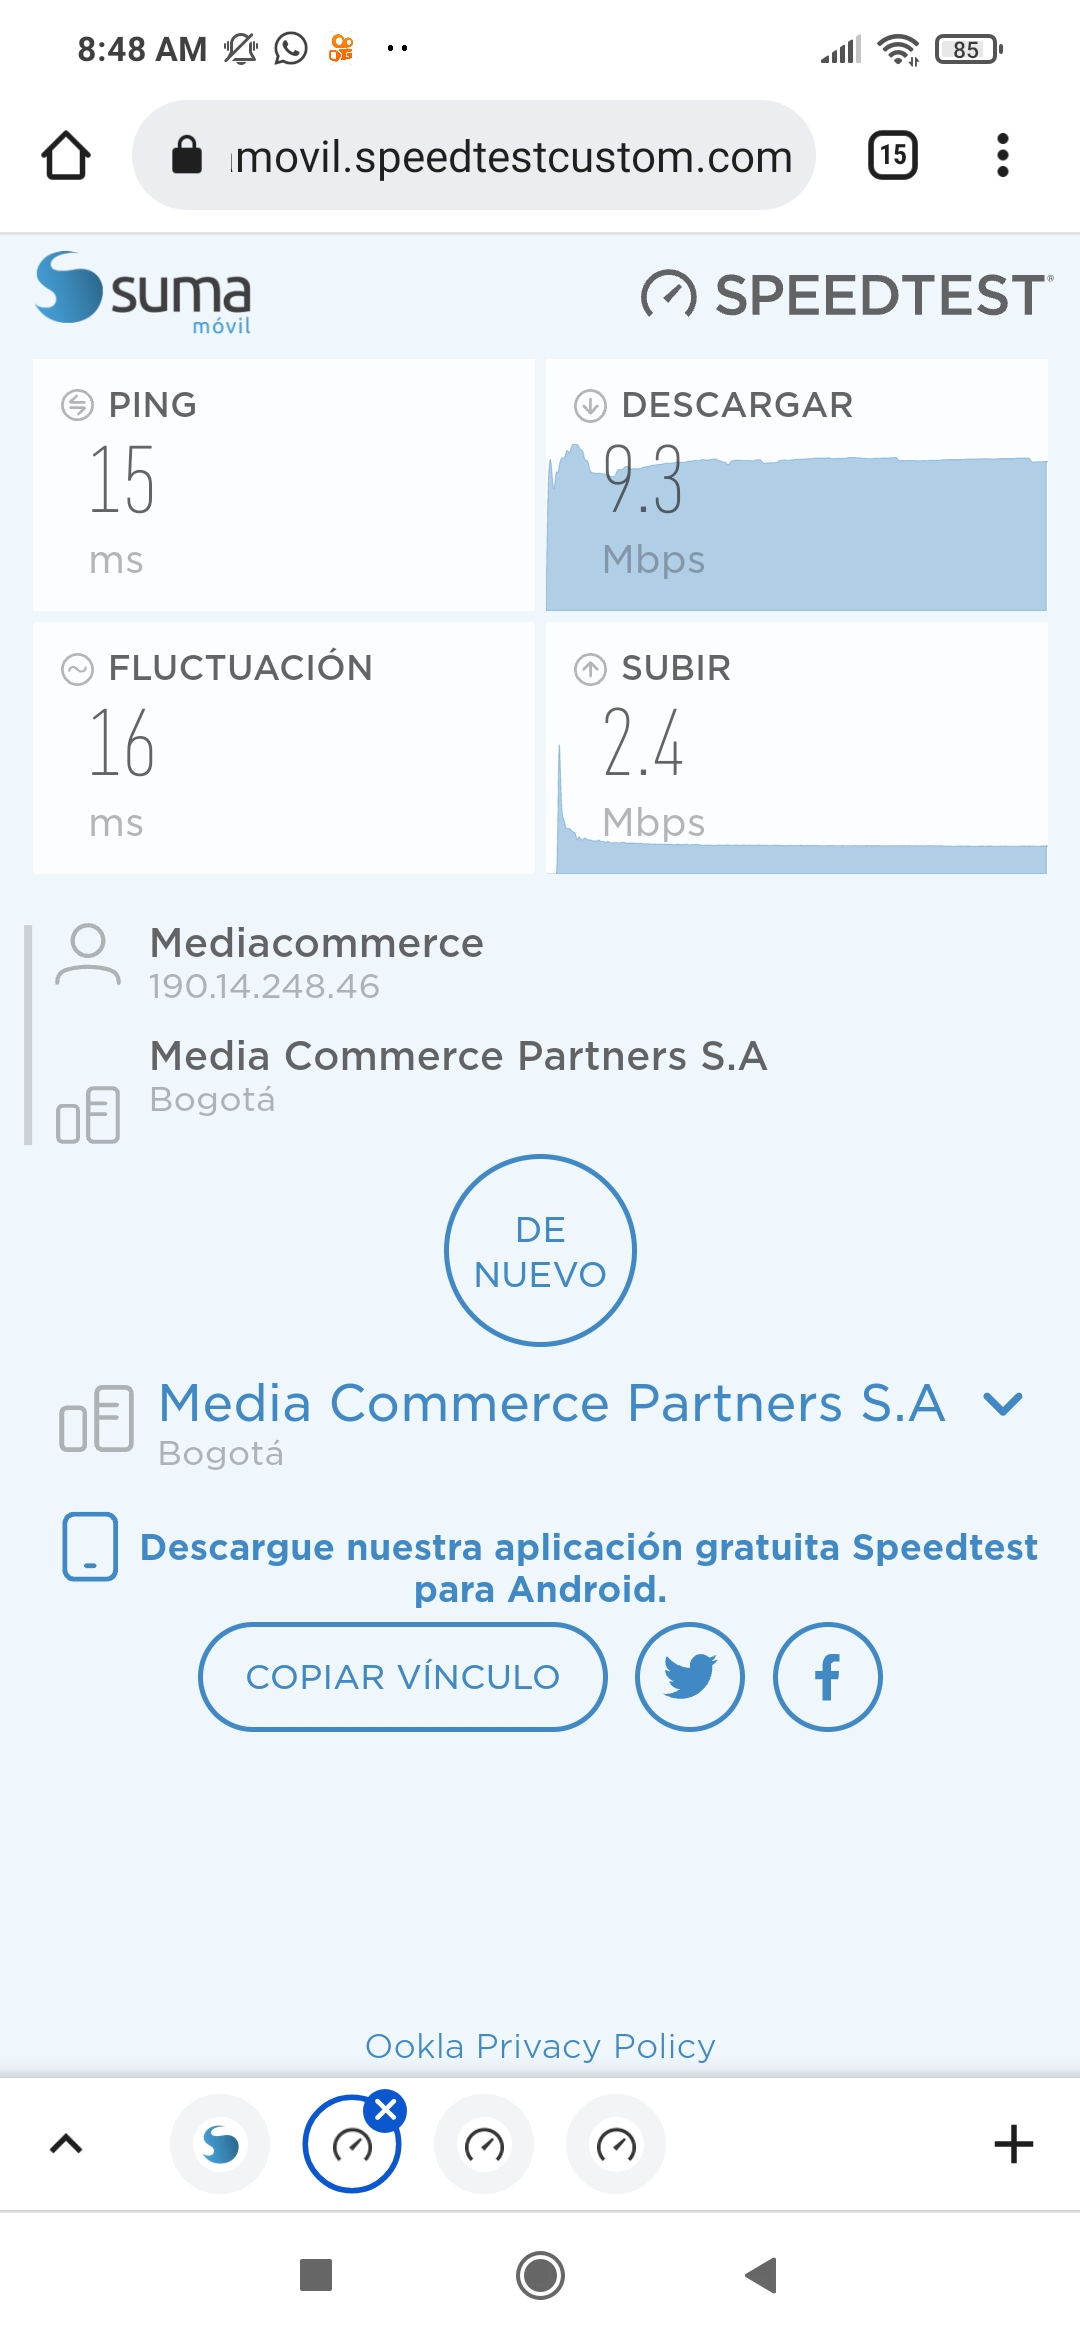 8:48 AM
85
movil.speedtestcustom.com
15
suma
móvil
SPEEDTEST®
PING
15
ms
DESCARGAR
9.3
Mbps
FLUCTUACIÓN
16
ms
SUBIR
2.4
Mbps
Mediacommerce
190.14.248.46
Media Commerce Partners S.A
Bogotá
DE
NUEVO
Media Commerce Partners S.A
Bogotá
Descargue nuestra aplicación gratuita Speedtest
para Android.
COPIAR VÍNCULO
Ookla Privacy Policy